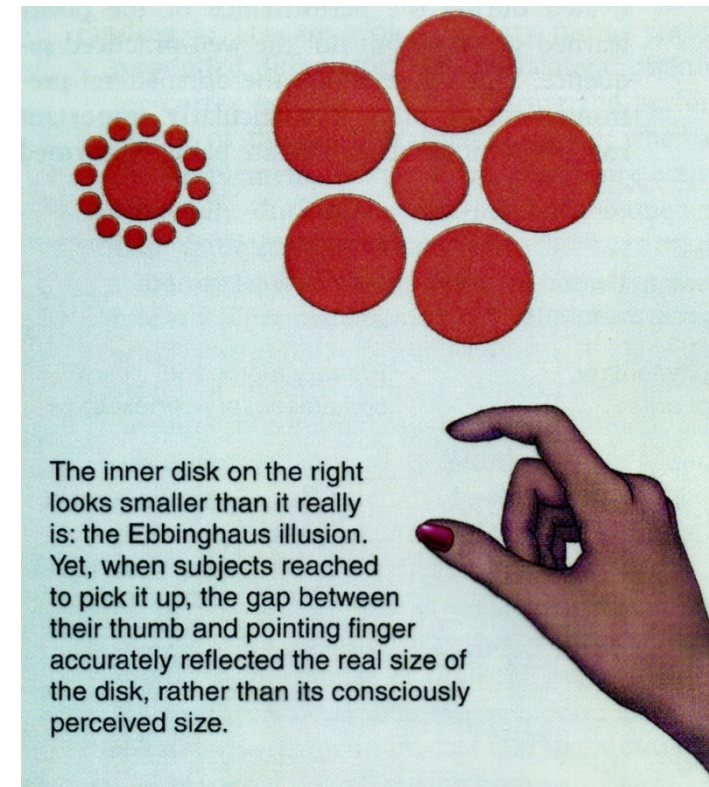 The inner disk on the right
looks smaller than it really
is: the Ebbinghaus illusion.
Yet, when subjects reached
to pick it up, the gap between
their thumb and pointing finger
accurately reflected the real size of
the disk, rather than its consciously
perceived size.